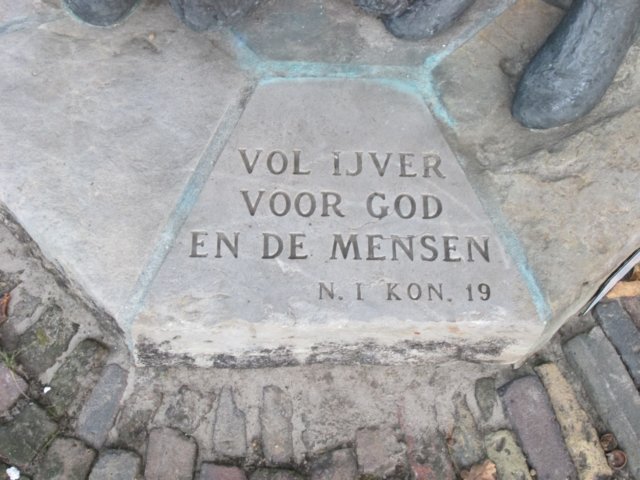 VOL IJVER
VOOR GOD
EN DE MENSEN
N. I KON. 19